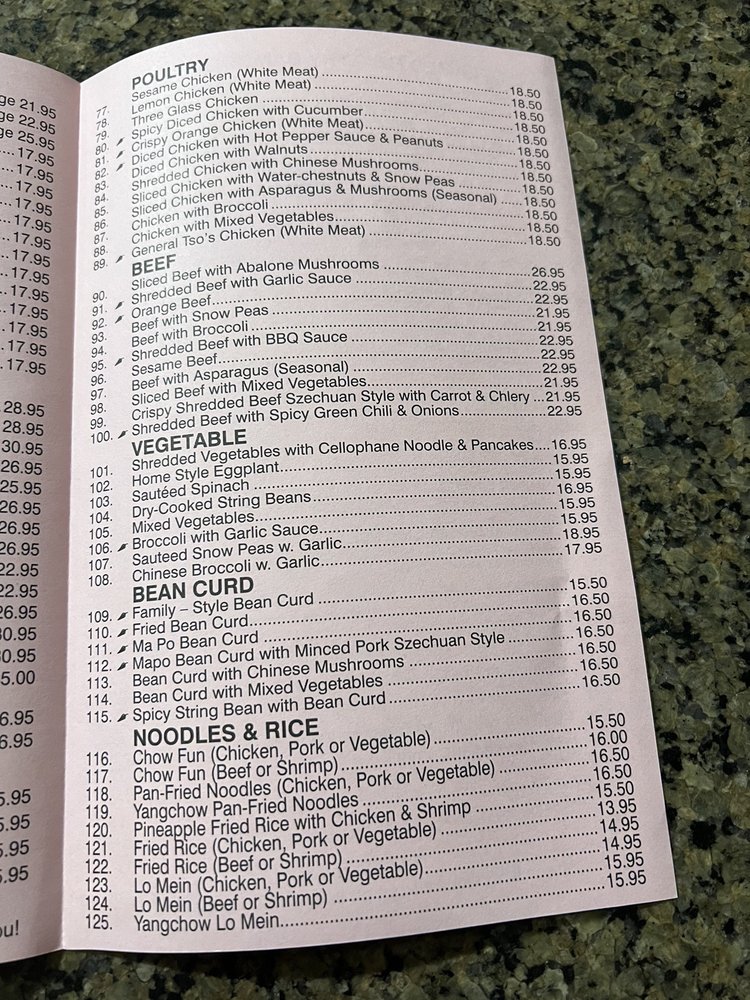 ge 21.95
ge 22.95
ge 25.95
...17.95
...17.95
...17.95
..17.95
..17.95
..17.95
..17.95
..17.95
..17.95
..17.95
.28.95
.28.95
30.95
26.95
25.95
26.95
26.95
26.95
22.95
22.95
26.95
30.95
30.95
5.00
6.95
6.95
5.95
5.95
5.95
5.95
ou!
POULTRY
77. Sesame Chicken (White Meat) 18.50
78. Lemon Chicken (White Meat) 18.50
79. Three Glass Chicken 18.50
80. Spicy Diced Chicken with Cucumber 18.50
81. Crispy Orange Chicken (White Meat) 18.50
82. Diced Chicken with Hot Pepper Sauce & Peanuts 18.50
83. Diced Chicken with Walnuts 18.50
84. Shredded Chicken with Chinese Mushrooms 18.50
85. Sliced Chicken with Water-chestnuts & Snow Peas 18.50
86. Sliced Chicken with Asparagus & Mushrooms (Seasonal) 18.50
87. Chicken with Broccoli 18.50
88. Chicken with Mixed Vegetables 18.50
89. General Tso's Chicken (White Meat) 18.50
BEEF
90. Sliced Beef with Abalone Mushrooms 26.95
91. Shredded Beef with Garlic Sauce 22.95
92. Orange Beef 22.95
93. Beef with Snow Peas 21.95
94. Beef with Broccoli 21.95
95. Shredded Beef with BBQ Sauce 22.95
96. Sesame Beef 22.95
97. Beef with Asparagus (Seasonal) 22.95
98. Sliced Beef with Mixed Vegetables 21.95
99. Crispy Shredded Beef Szechuan Style with Carrot & Chlery 21.95
100. Shredded Beef with Spicy Green Chili & Onions 22.95
VEGETABLE
101. Shredded Vegetables with Cellophane Noodle & Pancakes 16.95
102. Home Style Eggplant 15.95
103. Sautéed Spinach 15.95
104. Dry-Cooked String Beans 16.95
105. Mixed Vegetables 15.95
106. Broccoli with Garlic Sauce 15.95
107. Sauteed Snow Peas w. Garlic 18.95
108. Chinese Broccoli w. Garlic 17.95
BEAN CURD
109. Family – Style Bean Curd 15.50
110. Fried Bean Curd 16.50
111. Ma Po Bean Curd 16.50
112. Mapo Bean Curd with Minced Pork Szechuan Style 16.50
113. Bean Curd with Chinese Mushrooms 16.50
114. Bean Curd with Mixed Vegetables 16.50
115. Spicy String Bean with Bean Curd 16.50
NOODLES & RICE
116. Chow Fun (Chicken, Pork or Vegetable) 15.50
117. Chow Fun (Beef or Shrimp) 16.00
118. Pan-Fried Noodles (Chicken, Pork or Vegetable) 16.50
119. Yangchow Pan-Fried Noodles 16.50
120. Pineapple Fried Rice with Chicken & Shrimp 15.50
121. Fried Rice (Chicken, Pork or Vegetable) 13.95
122. Fried Rice (Beef or Shrimp) 14.95
123. Lo Mein (Chicken, Pork or Vegetable) 14.95
124. Lo Mein (Beef or Shrimp) 15.95
125. Yangchow Lo Mein 15.95